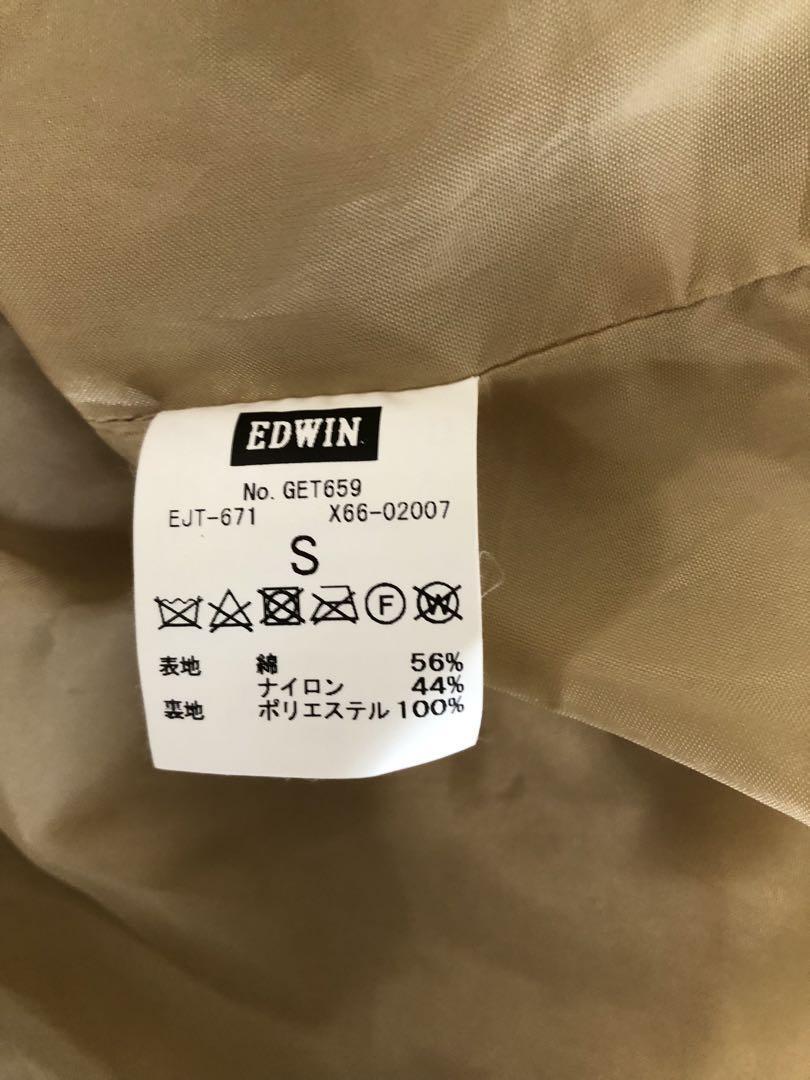 EDWIN
No. GET659
EJT-671 X66-02007
S
F W
表地 綿 56%
ナイロン 44%
裏地 ポリエステル 100%